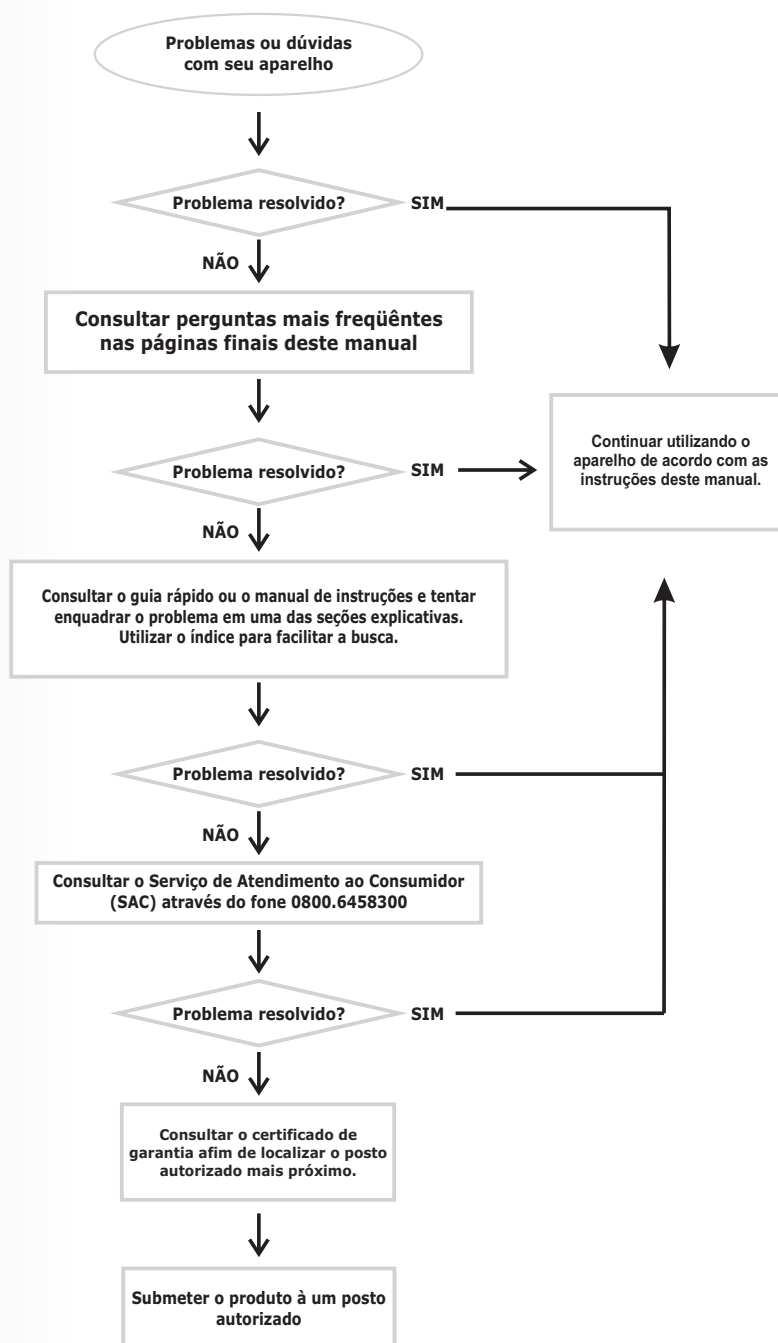 Problemas ou dúvidas
com seu aparelho
Problema resolvido?
SIM
NÃO
Consultar perguntas mais freqüêntes
nas páginas finais deste manual
Problema resolvido?
SIM
Continuar utilizando o
aparelho de acordo com as
instruções deste manual.
NÃO
Consultar o guia rápido ou o manual de instruções e tentar
enquadrar o problema em uma das seções explicativas.
Utilizar o índice para facilitar a busca.
Problema resolvido?
SIM
NÃO
Consultar o Serviço de Atendimento ao Consumidor
(SAC) através do fone 0800.6458300
Problema resolvido?
SIM
NÃO
Consultar o certificado de
garantia afim de localizar o posto
autorizado mais próximo.
Submeter o produto à um posto
autorizado